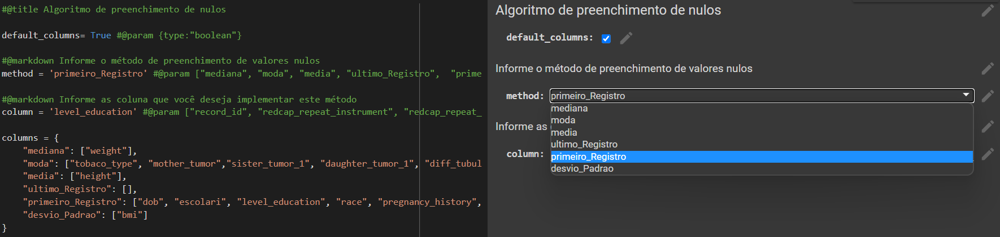 #@title Algoritmo de preenchimento de nulos
default_columns= True #@param {type:"boolean"}
#@markdown Informe o método de preenchimento de valores nulos
method = 'primeiro_Registro' #@param ["mediana", "moda", "media", "ultimo_Registro",  "prime
#@markdown Informe as coluna que você deseja implementar este método
column = 'level_education' #@param ["record_id", "redcap_repeat_instrument", "redcap_repeat_
columns = {
    "mediana": ["weight"],
    "moda": ["tobaco_type", "mother_tumor","sister_tumor_1", "daughter_tumor_1", "diff_tubul
    "media": ["height"],
    "ultimo_Registro": [],
    "primeiro_Registro": ["dob", "escolari", "level_education", "race", "pregnancy_history",
    "desvio_Padrao": ["bmi"]
}
Algoritmo de preenchimento de nulos
default_columns:
Informe o método de preenchimento de valores nulos
method: primeiro_Registro
mediana
moda
media
ultimo_Registro
primeiro_Registro
desvio_Padrao
Informe as
column: